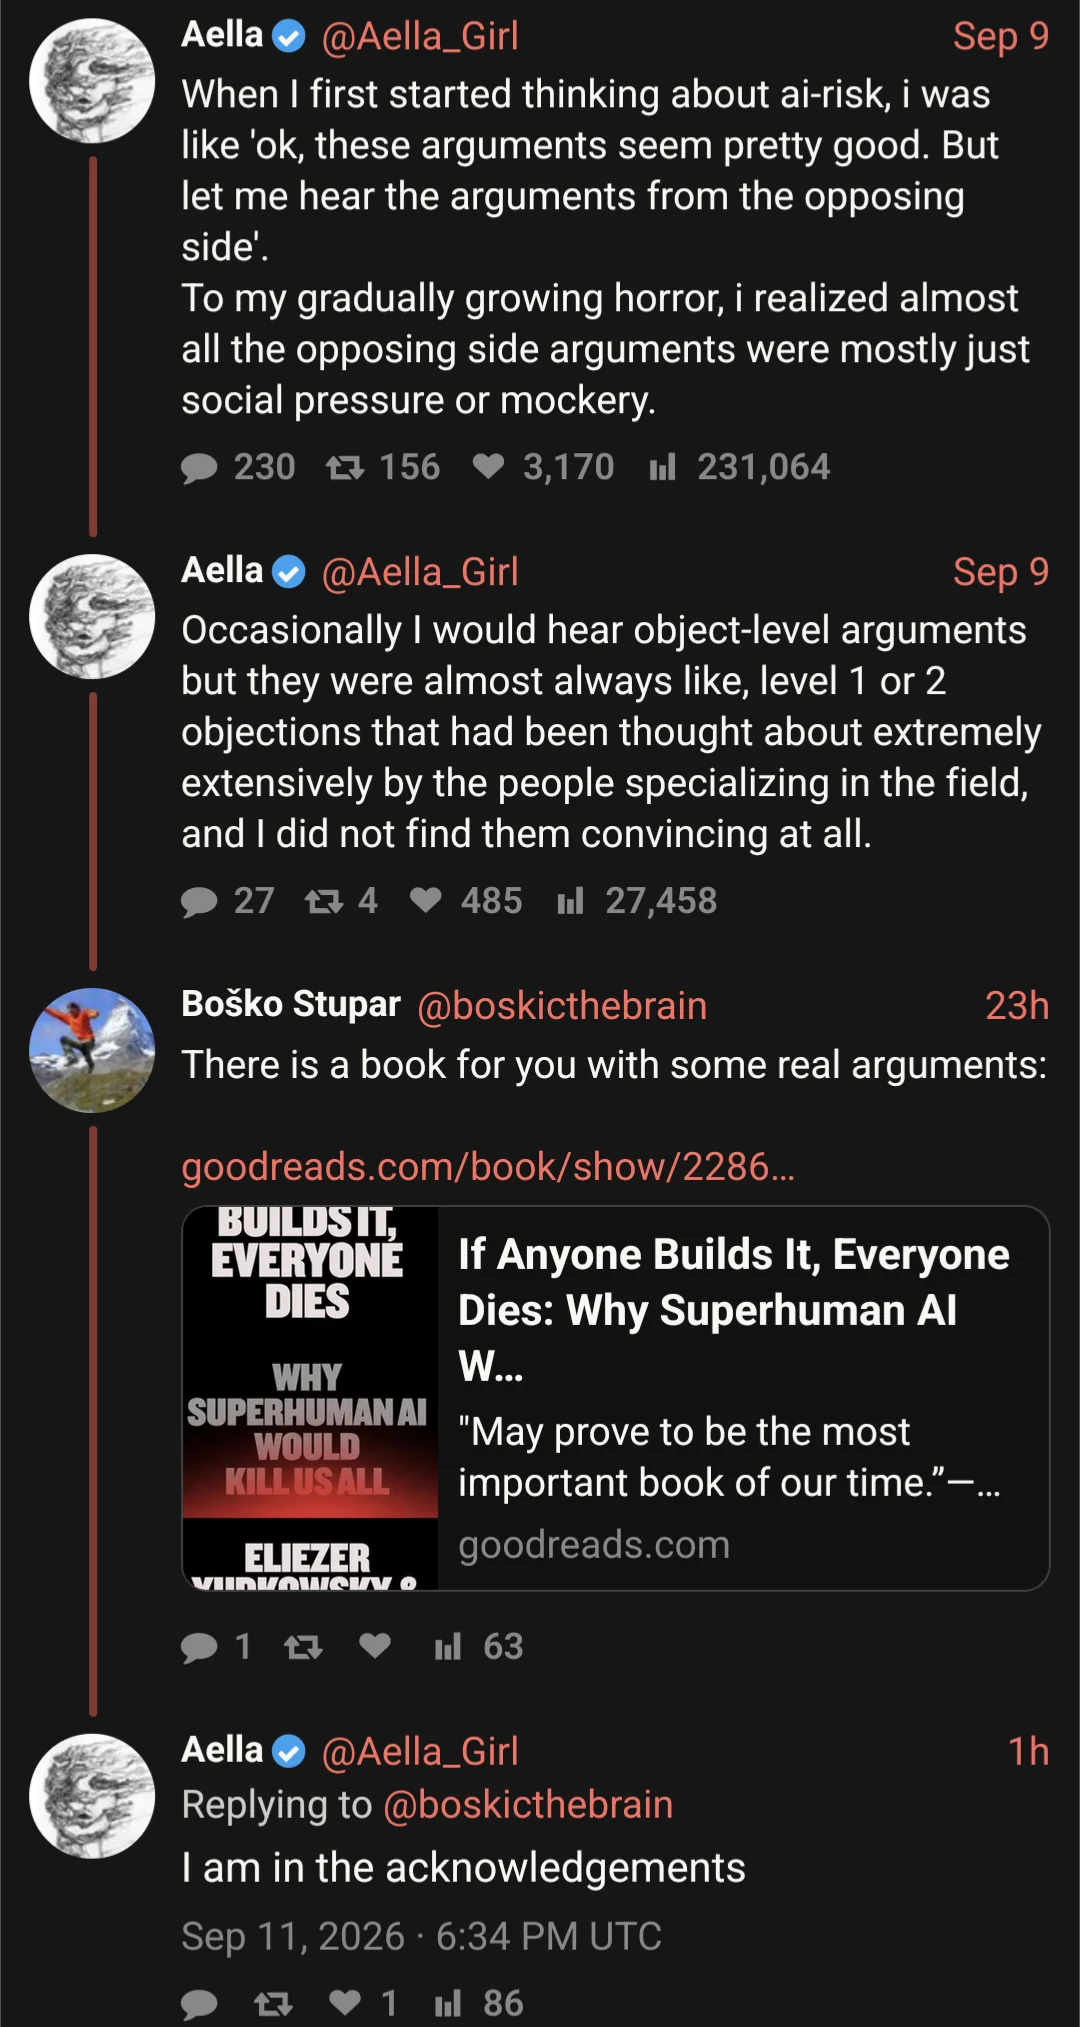 Aella @Aella_Girl Sep 9
When I first started thinking about ai-risk, i was
like 'ok, these arguments seem pretty good. But
let me hear the arguments from the opposing
side'.
To my gradually growing horror, i realized almost
all the opposing side arguments were mostly just
social pressure or mockery.
230 156 3,170 231,064
Aella @Aella_Girl Sep 9
Occasionally I would hear object-level arguments
but they were almost always like, level 1 or 2
objections that had been thought about extremely
extensively by the people specializing in the field,
and I did not find them convincing at all.
27 4 485 27,458
Boško Stupar @boskicthebrain 23h
There is a book for you with some real arguments:
goodreads.com/book/show/2286...
BUILDS IT,
EVERYONE
DIES
WHY
SUPERHUMAN AI
WOULD
KILL US ALL
ELIEZER
YUDKOWSKY &
If Anyone Builds It, Everyone
Dies: Why Superhuman AI
W...
"May prove to be the most
important book of our time.”—...
goodreads.com
1 63
Aella @Aella_Girl 1h
Replying to @boskicthebrain
I am in the acknowledgements
Sep 11, 2026 · 6:34 PM UTC
1 86